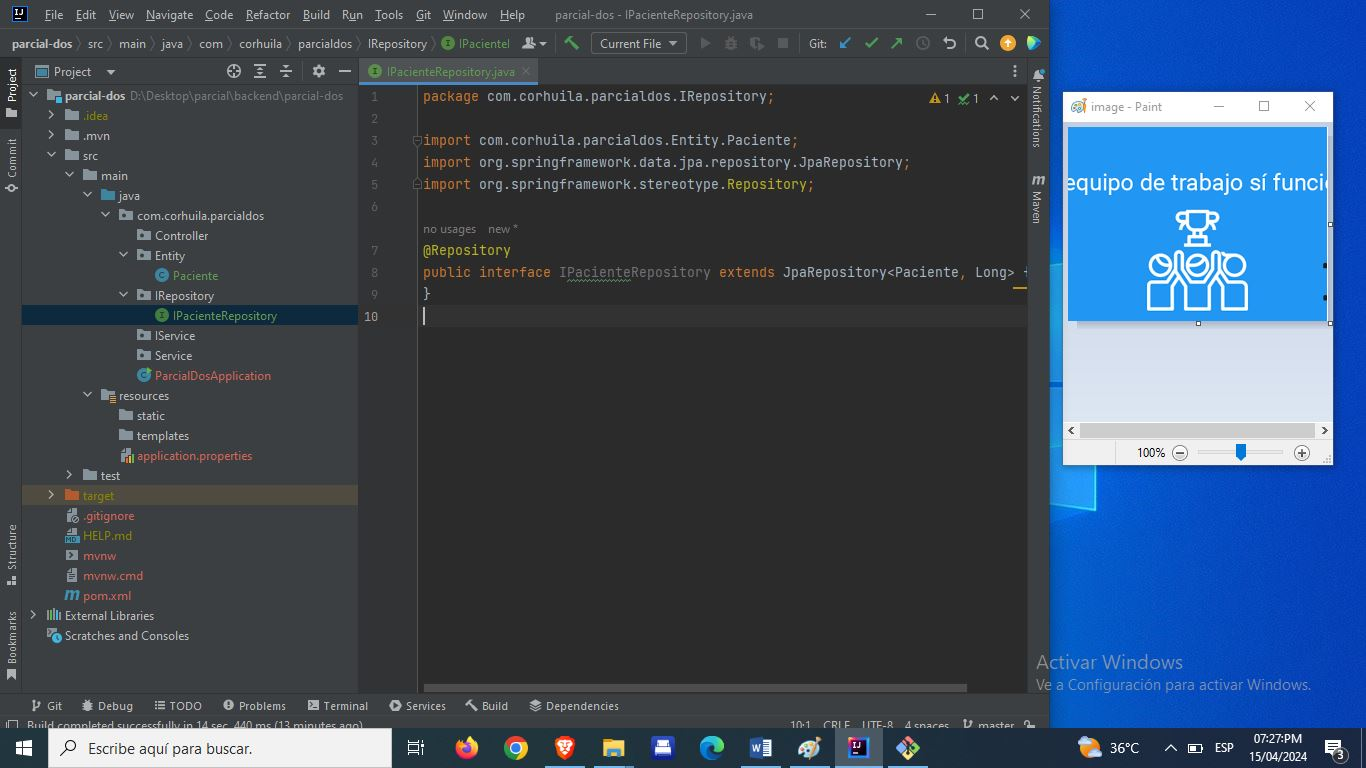 File Edit View Navigate Code Refactor Build Run Tools Git Window Help parcial-dos - IPacienteRepository.java
parcial-dos src main java com corhuila parcialdos IRepository IPacienteI Current File Git:
Project
IPacienteRepository.java
parcial-dos D:\Desktop\parcial\backend\parcial-dos
.idea
.mvn
src
main
java
com.corhuila.parcialdos
Controller
Entity
Paciente
IRepository
IPacienteRepository
IService
Service
ParcialDosApplication
resources
static
templates
application.properties
test
target
.gitignore
HELP.md
mvnw
mvnw.cmd
pom.xml
External Libraries
Scratches and Consoles
Project
Commit
Structure
Bookmarks
1 package com.corhuila.parcialdos.IRepository;
2
3 import com.corhuila.parcialdos.Entity.Paciente;
4 import org.springframework.data.jpa.repository.JpaRepository;
5 import org.springframework.stereotype.Repository;
6
no usages new *
7 @Repository
8 public interface IPacienteRepository extends JpaRepository<Paciente, Long> {
9 }
10
1 1
Notifications
Maven
Git Debug TODO Problems Terminal Services Build Dependencies
Build completed successfully in 14 sec, 440 ms (13 minutes ago) 10:1 CRLF UTF-8 4 spaces master
image - Paint
equipo de trabajo sí funcio
100%
Activar Windows
Ve a Configuración para activar Windows.
Escribe aquí para buscar.
36°C ESP
07:27:PM
15/04/2024
3